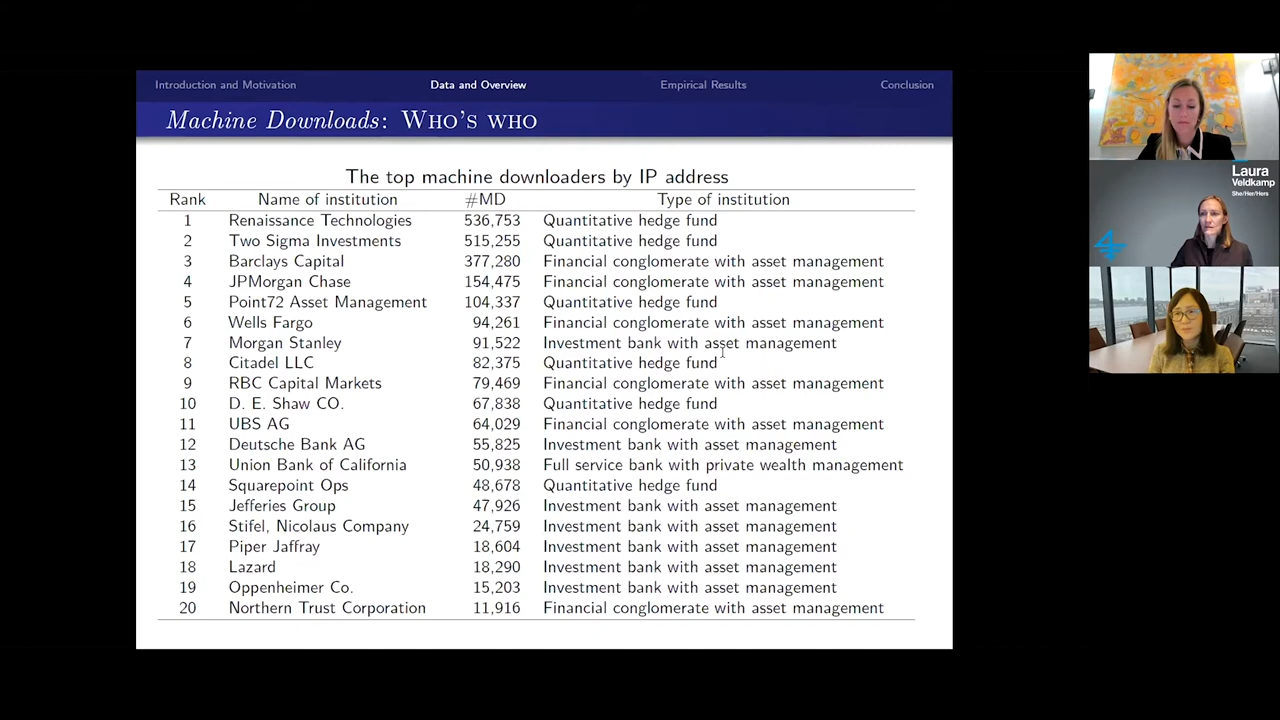 Introduction and Motivation Data and Overview Empirical Results Conclusion
Machine Downloads: WHO'S WHO
The top machine downloaders by IP address
Rank Name of institution #MD Type of institution
1 Renaissance Technologies 536,753 Quantitative hedge fund
2 Two Sigma Investments 515,255 Quantitative hedge fund
3 Barclays Capital 377,280 Financial conglomerate with asset management
4 JPMorgan Chase 154,475 Financial conglomerate with asset management
5 Point72 Asset Management 104,337 Quantitative hedge fund
6 Wells Fargo 94,261 Financial conglomerate with asset management
7 Morgan Stanley 91,522 Investment bank with asset management
8 Citadel LLC 82,375 Quantitative hedge fund
9 RBC Capital Markets 79,469 Financial conglomerate with asset management
10 D. E. Shaw CO. 67,838 Quantitative hedge fund
11 UBS AG 64,029 Financial conglomerate with asset management
12 Deutsche Bank AG 55,825 Investment bank with asset management
13 Union Bank of California 50,938 Full service bank with private wealth management
14 Squarepoint Ops 48,678 Quantitative hedge fund
15 Jefferies Group 47,926 Investment bank with asset management
16 Stifel, Nicolaus Company 24,759 Investment bank with asset management
17 Piper Jaffray 18,604 Investment bank with asset management
18 Lazard 18,290 Investment bank with asset management
19 Oppenheimer Co. 15,203 Investment bank with asset management
20 Northern Trust Corporation 11,916 Financial conglomerate with asset management
Laura
Veldkamp
She/Her/Hers